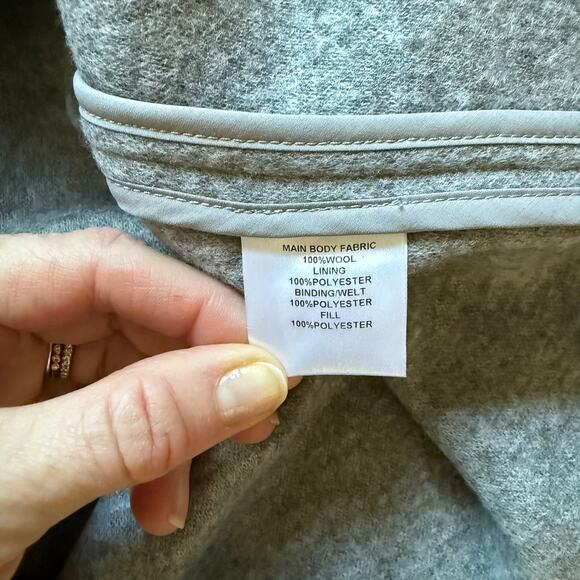 MAIN BODY FABRIC
100%WOOL
LINING
100%POLYESTER
BINDING/WELT
100%POLYESTER
FILL
100%POLYESTER